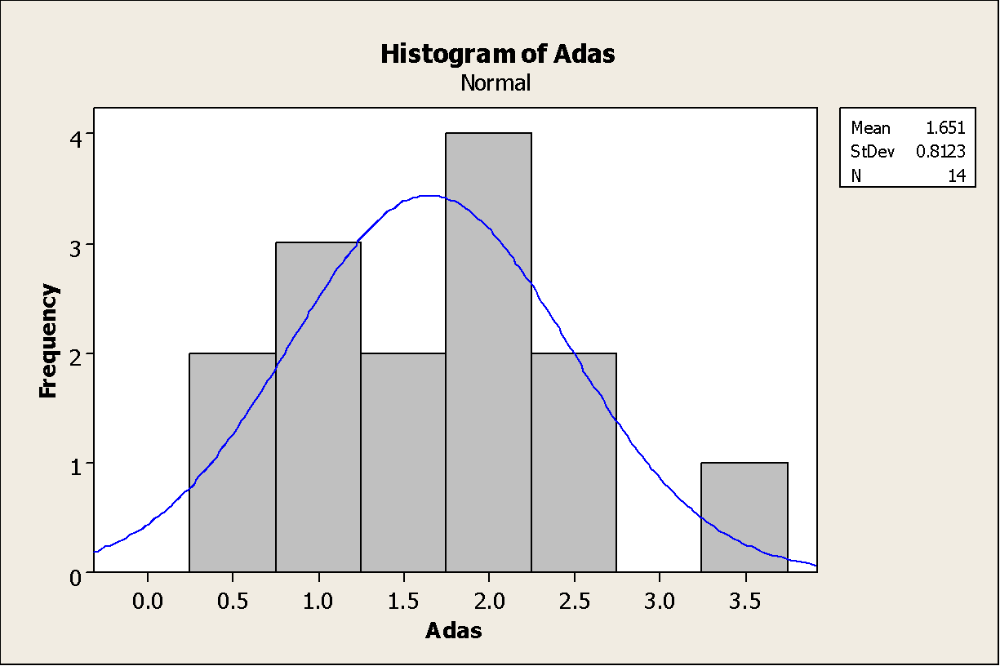 Histogram of Adas
Normal
Mean 1.651
StDev 0.8123
N 14
Frequency
4
3
2
1
0
0.0 0.5 1.0 1.5 2.0 2.5 3.0 3.5
Adas